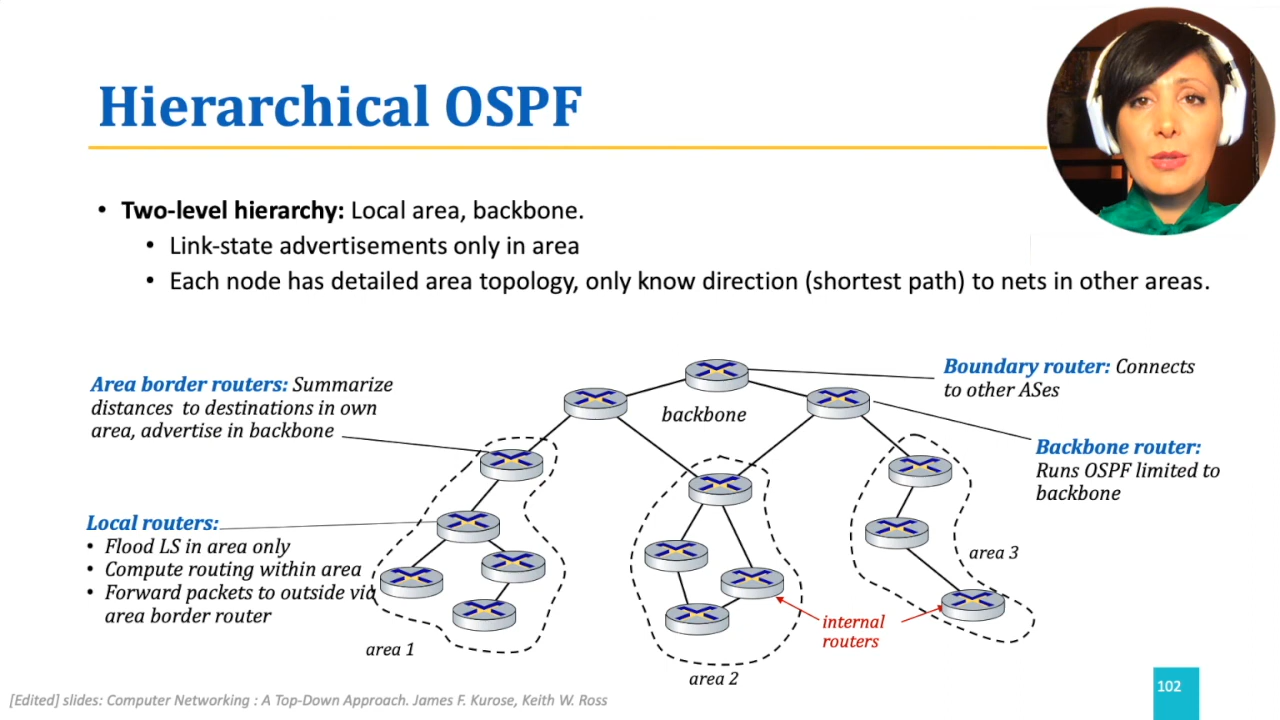 Hierarchical OSPF
• Two-level hierarchy: Local area, backbone.
• Link-state advertisements only in area
• Each node has detailed area topology, only know direction (shortest path) to nets in other areas.
Area border routers: Summarize
distances to destinations in own
area, advertise in backbone
backbone
Boundary router: Connects
to other ASes
Backbone router:
Runs OSPF limited to
backbone
Local routers:
• Flood LS in area only
• Compute routing within area
• Forward packets to outside via
area border router
area 3
internal
routers
area 1
area 2
102
[Edited] slides: Computer Networking : A Top-Down Approach. James F. Kurose, Keith W. Ross